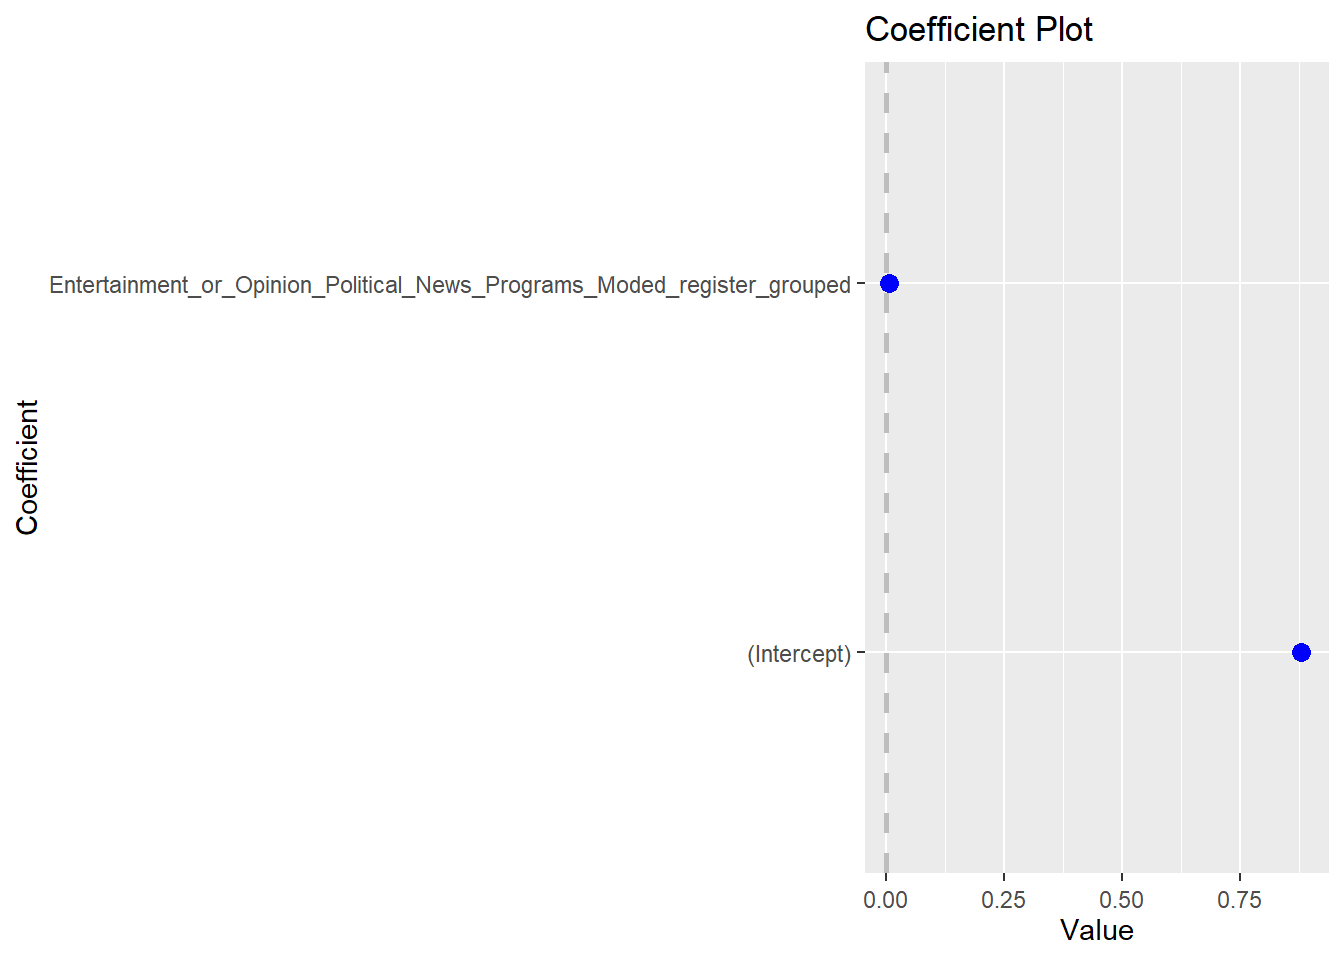 Coefficient Plot
Entertainment_or_Opinion_Political_News_Programs_Moded_register_grouped
Coefficient
(Intercept)
0.00 0.25 0.50 0.75
Value